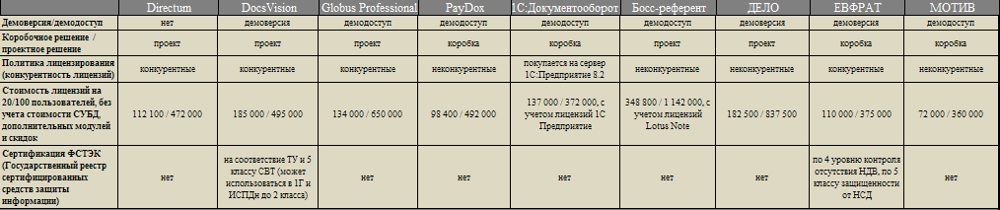 Directum DocsVision Globus Professional PayDox 1С:Документооборот Босс-референт ДЕЛО ЕВФРАТ МОТИВ
Демоверсия/демодоступ нет демоверсия демодоступ демодоступ демодоступ демодоступ демоверсия демоверсия демодоступ
Коробочное решение /
проектное решение проект проект проект коробка коробка проект проект коробка коробка
Политика лицензирования
(конкурентность лицензий) конкурентные конкурентные конкурентные неконкурентные покупается на сервер
1С:Предприятие 8.2 неконкурентные неконкурентные конкурентные неконкурентные
Стоимость лицензий на
20/100 пользователей, без
учета стоимости СУБД,
дополнительных модулей
и скидок 112 100 / 472 000 185 000 / 495 000 134 000 / 650 000 98 400 / 492 000 137 000 / 372 000, с
учетом лицензий 1С
Предприятие 348 800 / 1 142 000, с
учетом лицензий
Lotus Note 182 500 / 837 500 110 000 / 375 000 72 000 / 360 000
Сертификация ФСТЭК
(Государственный реестр
сертифицированных
средств защиты
информации) нет на соответствие ТУ и 5
классу СВТ (может
использоваться в 1Г и
ИСПДн до 2 класса) нет нет нет нет нет по 4 уровню контроля
отсутствия НДВ, по 5
классу защищенности
от НСД нет